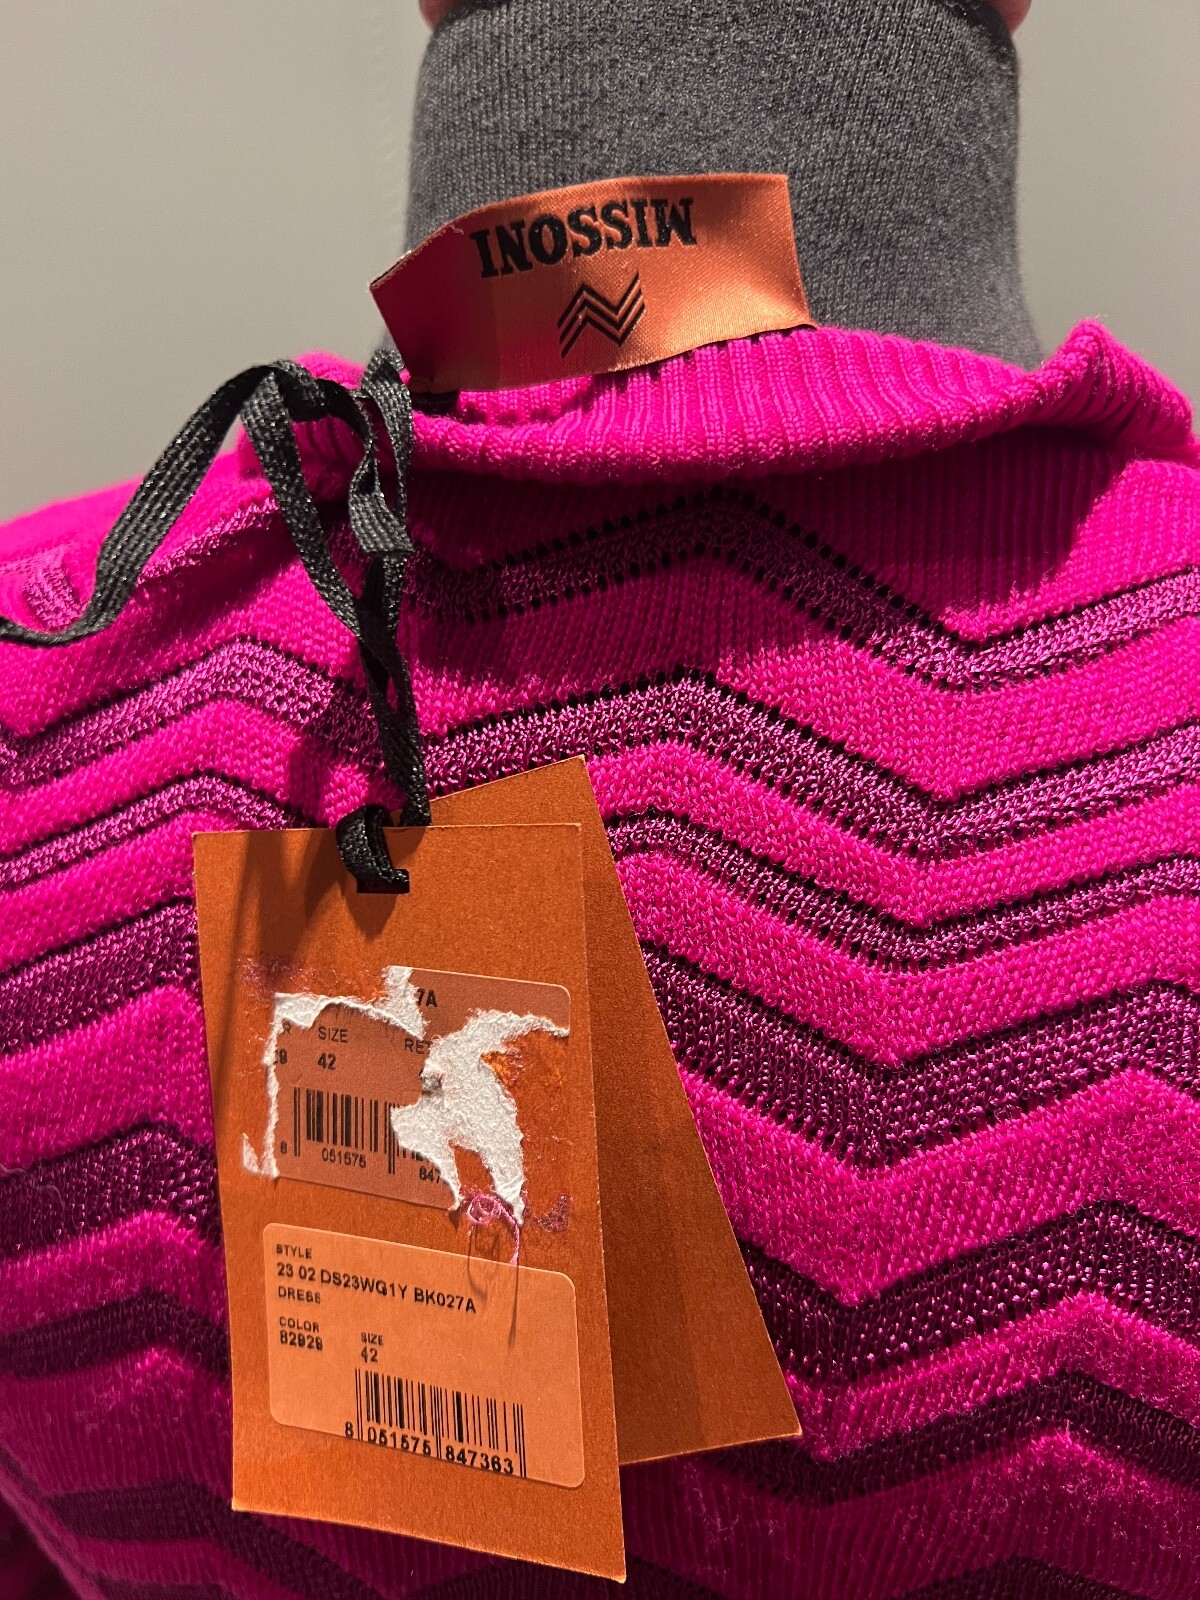 MISSONI
7A
SIZE
42
051575
847
STYLE
23 02 DS23WG1Y BK027A
DRESS
COLOR SIZE
82929 42
8 051575 847363